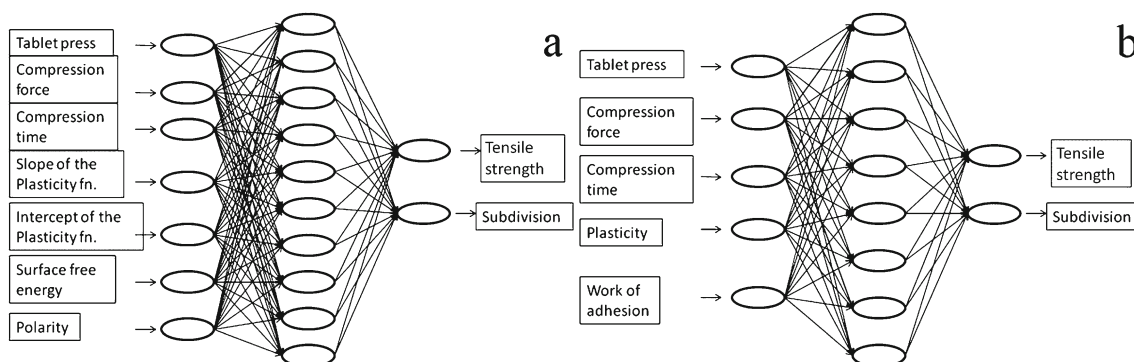 a
Tablet press
Compression
force
Compression
time
Slope of the
Plasticity fn.
Intercept of the
Plasticity fn.
Surface free
energy
Polarity
Tensile
strength
Subdivision
b
Tablet press
Compression
force
Compression
time
Plasticity
Work of
adhesion
Tensile
strength
Subdivision